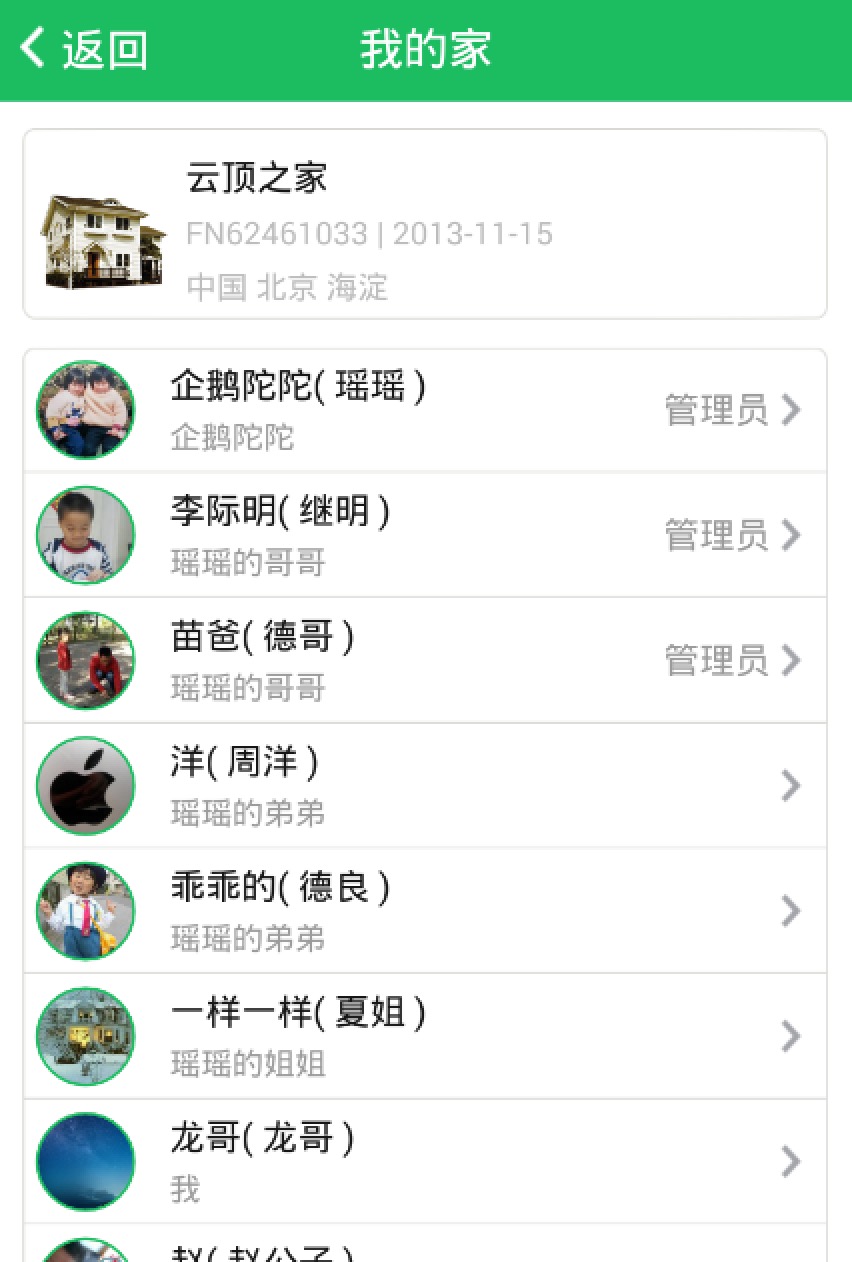 返回
我的家
云顶之家
FN62461033 | 2013-11-15
中国 北京 海淀
企鹅陀陀( 瑶瑶 )
企鹅陀陀
管理员
李际明( 继明 )
瑶瑶的哥哥
管理员
苗爸( 德哥 )
瑶瑶的哥哥
管理员
洋( 周洋 )
瑶瑶的弟弟
乖乖的( 德良 )
瑶瑶的弟弟
一样一样( 夏姐 )
瑶瑶的姐姐
龙哥( 龙哥 )
我
赵( 赵公子 )